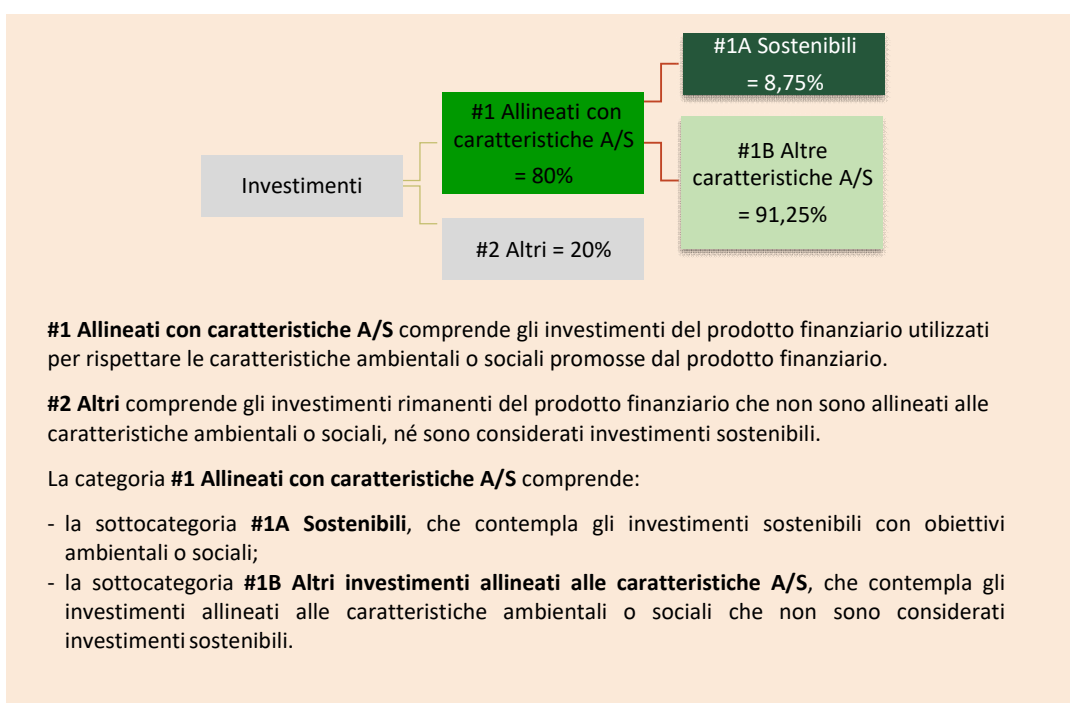 #1A Sostenibili
= 8,75%
#1 Allineati con
caratteristiche A/S
= 80%
#1B Altre
caratteristiche A/S
= 91,25%
Investimenti
#2 Altri = 20%
#1 Allineati con caratteristiche A/S comprende gli investimenti del prodotto finanziario utilizzati
per rispettare le caratteristiche ambientali o sociali promosse dal prodotto finanziario.
#2 Altri comprende gli investimenti rimanenti del prodotto finanziario che non sono allineati alle
caratteristiche ambientali o sociali, né sono considerati investimenti sostenibili.
La categoria #1 Allineati con caratteristiche A/S comprende:
- la sottocategoria #1A Sostenibili, che contempla gli investimenti sostenibili con obiettivi
ambientali o sociali;
- la sottocategoria #1B Altri investimenti allineati alle caratteristiche A/S, che contempla gli
investimenti allineati alle caratteristiche ambientali o sociali che non sono considerati
investimenti sostenibili.